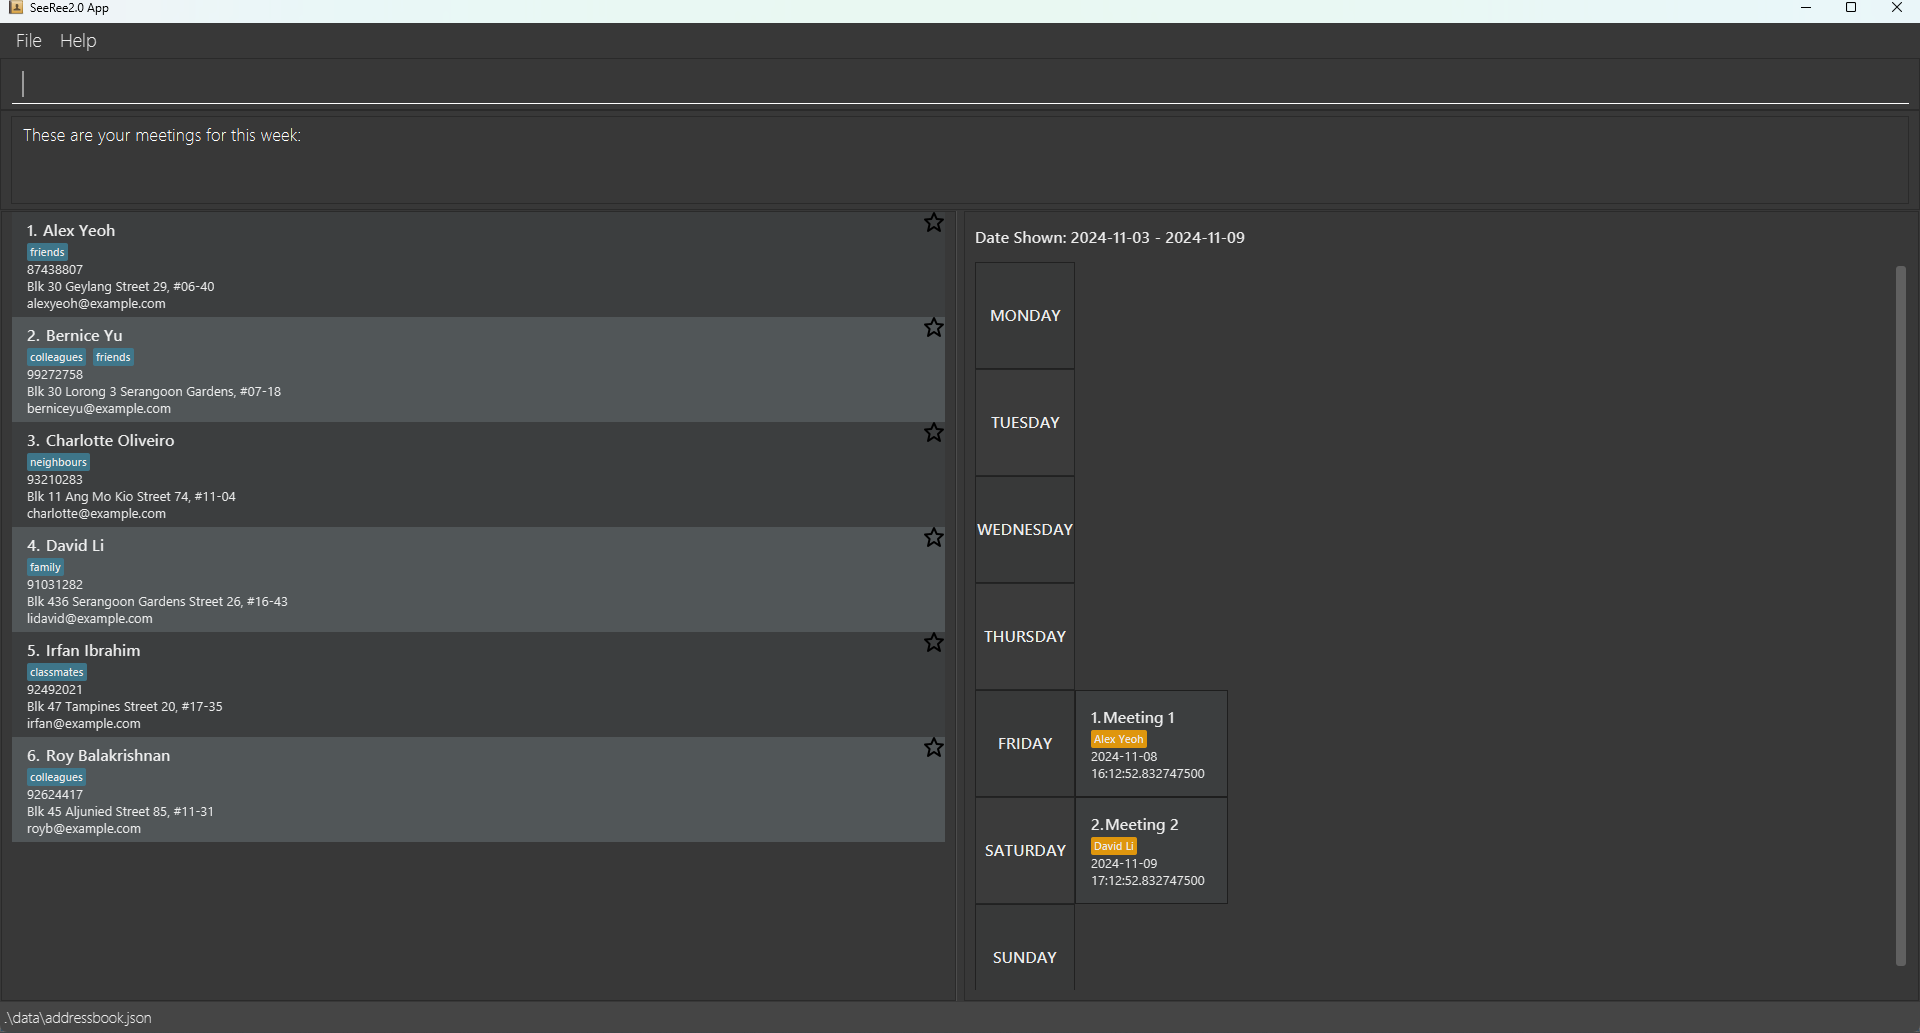 SeeRee2.0 App
File Help
These are your meetings for this week:
1. Alex Yeoh
friends
87438807
Blk 30 Geylang Street 29, #06-40
alexyeoh@example.com
2. Bernice Yu
colleagues friends
99272758
Blk 30 Lorong 3 Serangoon Gardens, #07-18
berniceyu@example.com
3. Charlotte Oliveiro
neighbours
93210283
Blk 11 Ang Mo Kio Street 74, #11-04
charlotte@example.com
4. David Li
family
91031282
Blk 436 Serangoon Gardens Street 26, #16-43
lidavid@example.com
5. Irfan Ibrahim
classmates
92492021
Blk 47 Tampines Street 20, #17-35
irfan@example.com
6. Roy Balakrishnan
colleagues
92624417
Blk 45 Aljunied Street 85, #11-31
royb@example.com
Date Shown: 2024-11-03 - 2024-11-09
MONDAY
TUESDAY
WEDNESDAY
THURSDAY
FRIDAY
1.Meeting 1
Alex Yeoh
2024-11-08
16:12:52.832747500
SATURDAY
2.Meeting 2
David Li
2024-11-09
17:12:52.832747500
SUNDAY
.\data\addressbook.json